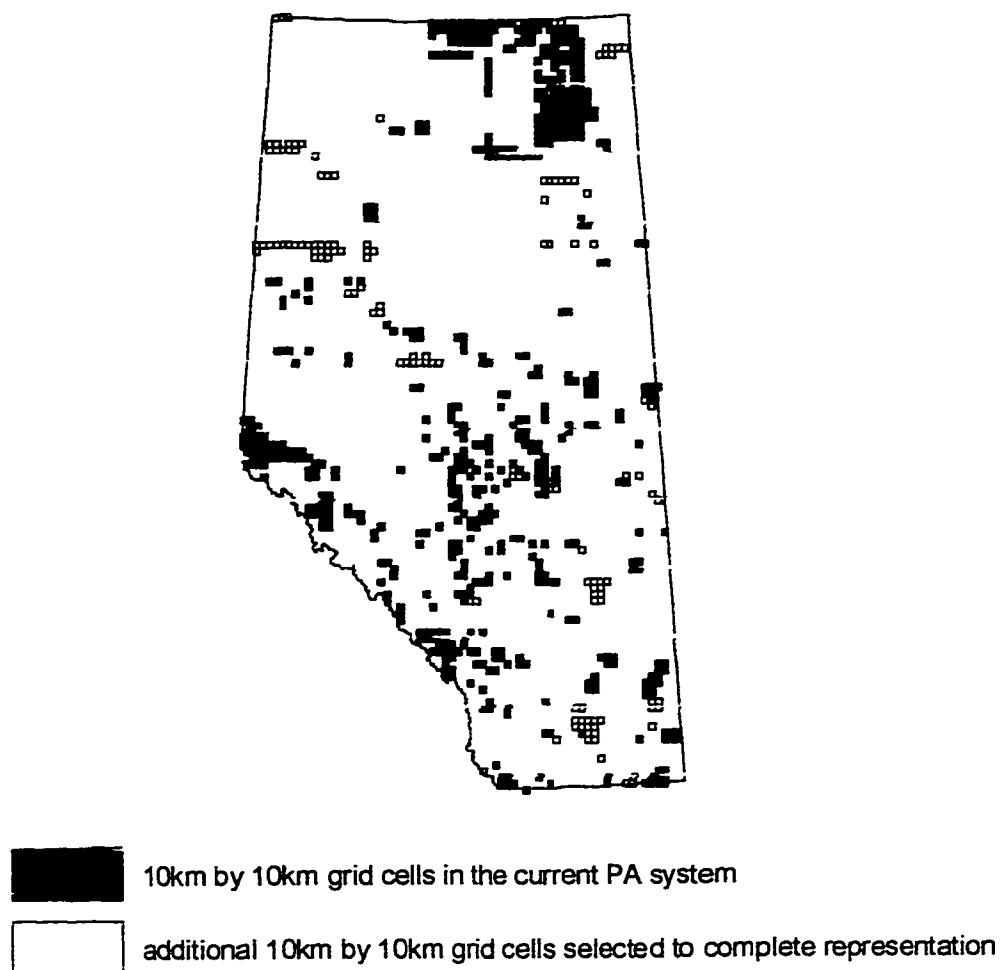 10km by 10km grid cells in the current PA system
additional 10km by 10km grid cells selected to complete representation